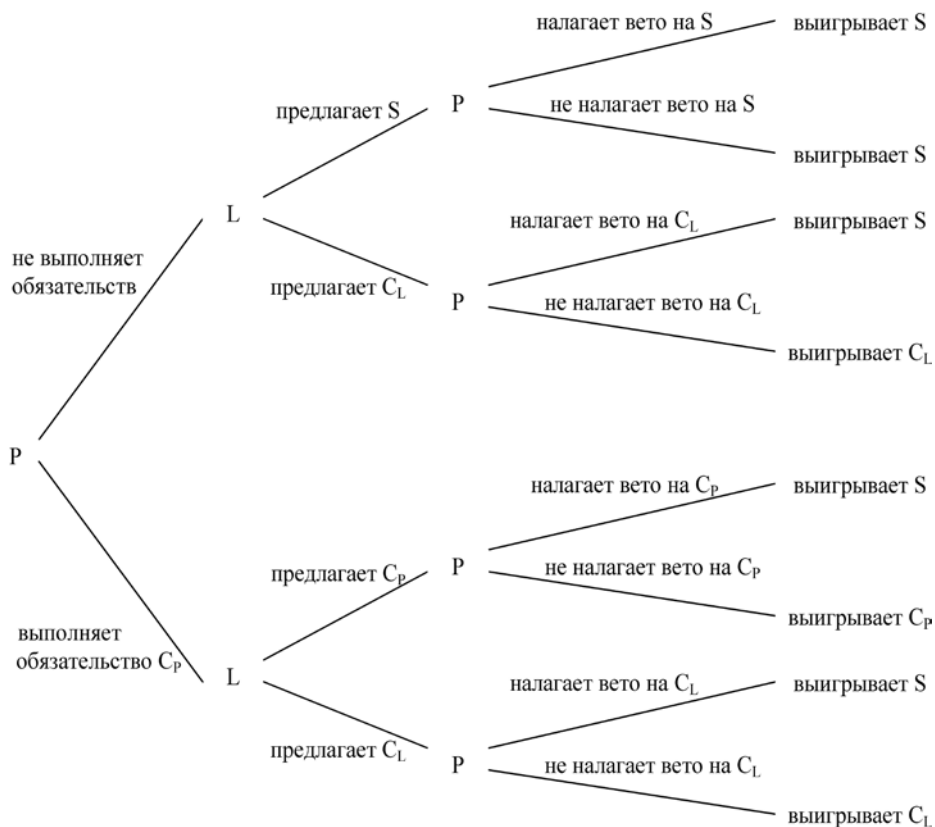 налагает вето на S
выигрывает S
предлагает S
P
не налагает вето на S
выигрывает S
L
налагает вето на C_L
выигрывает S
не выполняет
обязательств
предлагает C_L
P
не налагает вето на C_L
выигрывает C_L
P
налагает вето на C_P
выигрывает S
предлагает C_P
P
не налагает вето на C_P
выигрывает C_P.
выполняет
обязательство C_P
L
налагает вето на C_L
выигрывает S
предлагает C_L
P
не налагает вето на C_L
выигрывает C_L